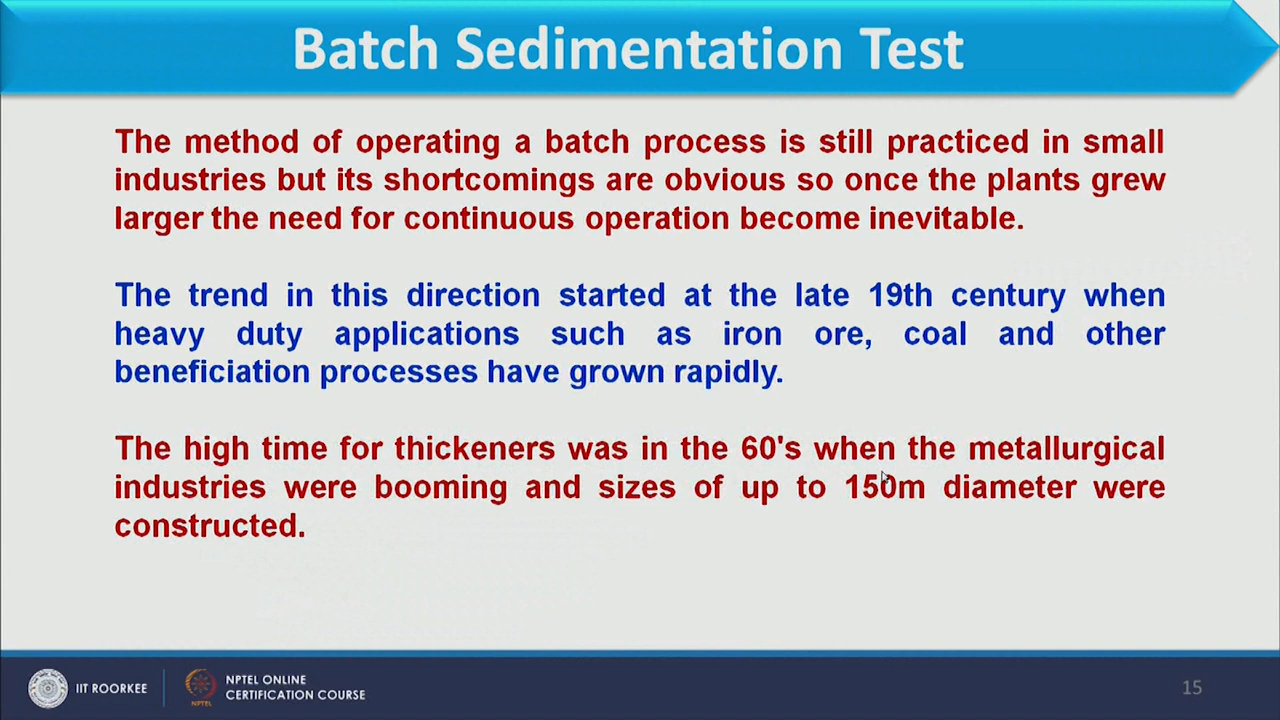 Batch Sedimentation Test
The method of operating a batch process is still practiced in small
industries but its shortcomings are obvious so once the plants grew
larger the need for continuous operation become inevitable.
The trend in this direction started at the late 19th century when
heavy duty applications such as iron ore, coal and other
beneficiation processes have grown rapidly.
The high time for thickeners was in the 60's when the metallurgical
industries were booming and sizes of up to 150m diameter were
constructed.
IIT ROORKEE
NPTEL
NPTEL ONLINE
CERTIFICATION COURSE
15